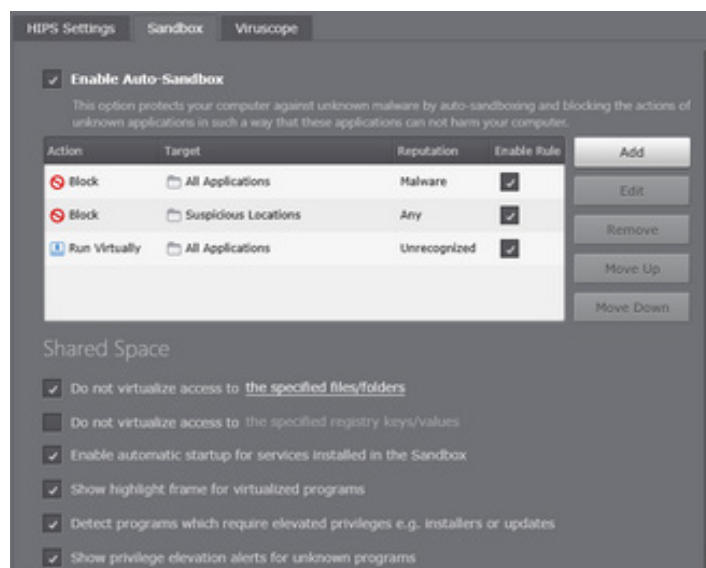 HIPS Settings Sandbox Viruscope
Enable Auto-Sandbox
This option protects your computer against unknown malware by auto-sandboxing and blocking the actions of
unknown applications in such a way that these applications can not harm your computer.
Action Target Reputation Enable Rule Add
Block All Applications Malware
Edit
Block Suspicious Locations Any
Remove
Run Virtually All Applications Unrecognized
Move Up
Move Down
Shared Space
Do not virtualize access to the specified files/folders
Do not virtualize access to the specified registry keys/values
Enable automatic startup for services installed in the Sandbox
Show highlight frame for virtualized programs
Detect programs which require elevated privileges e.g. installers or updates
Show privilege elevation alerts for unknown programs